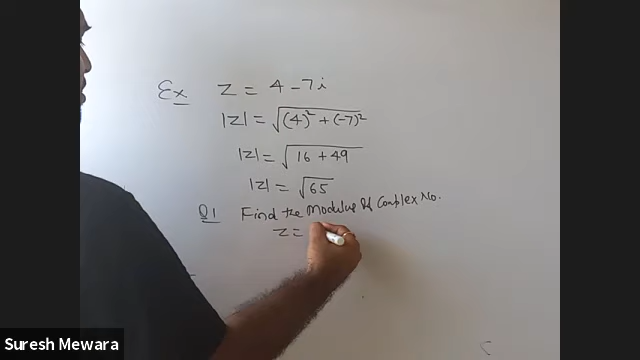 Ex z = 4 - 7i
|z| = √(4)² + (-7)²
|z| = √16 + 49
|z| = √65
Q1 Find the Modulus Of Complex No.
z =
Suresh Mewara